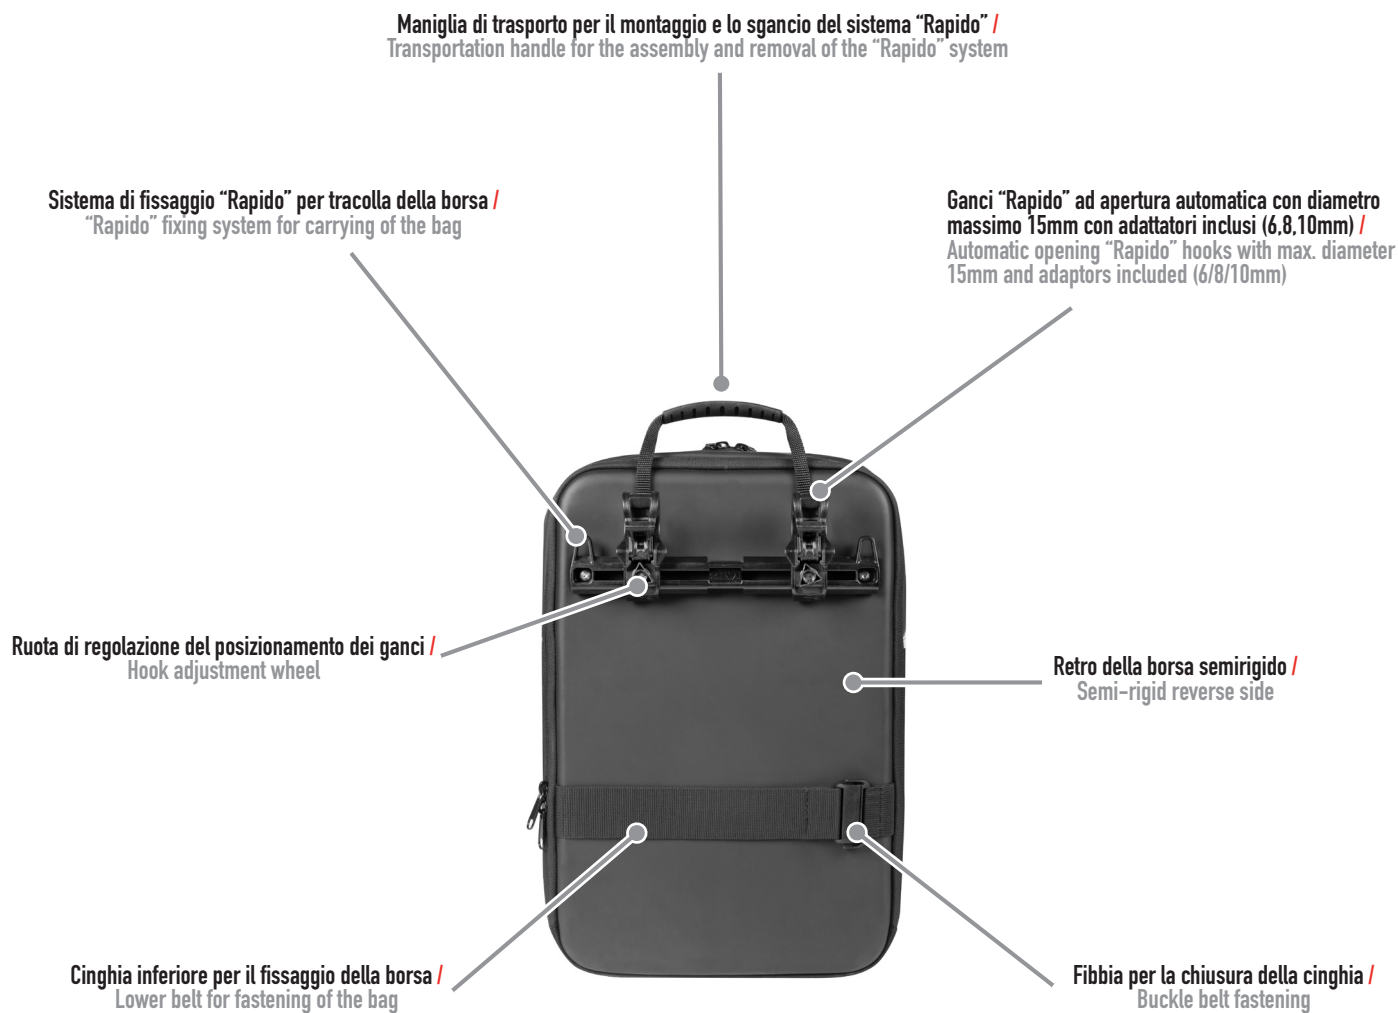 Maniglia di trasporto per il montaggio e lo sgancio del sistema “Rapido” /
Transportation handle for the assembly and removal of the “Rapido” system
Sistema di fissaggio “Rapido” per tracolla della borsa /
“Rapido” fixing system for carrying of the bag
Ganci “Rapido” ad apertura automatica con diametro
massimo 15mm con adattatori inclusi (6,8,10mm) /
Automatic opening “Rapido” hooks with max. diameter
15mm and adaptors included (6/8/10mm)
Ruota di regolazione del posizionamento dei ganci /
Hook adjustment wheel
Retro della borsa semirigido /
Semi-rigid reverse side
Cinghia inferiore per il fissaggio della borsa /
Lower belt for fastening of the bag
Fibbia per la chiusura della cinghia /
Buckle belt fastening